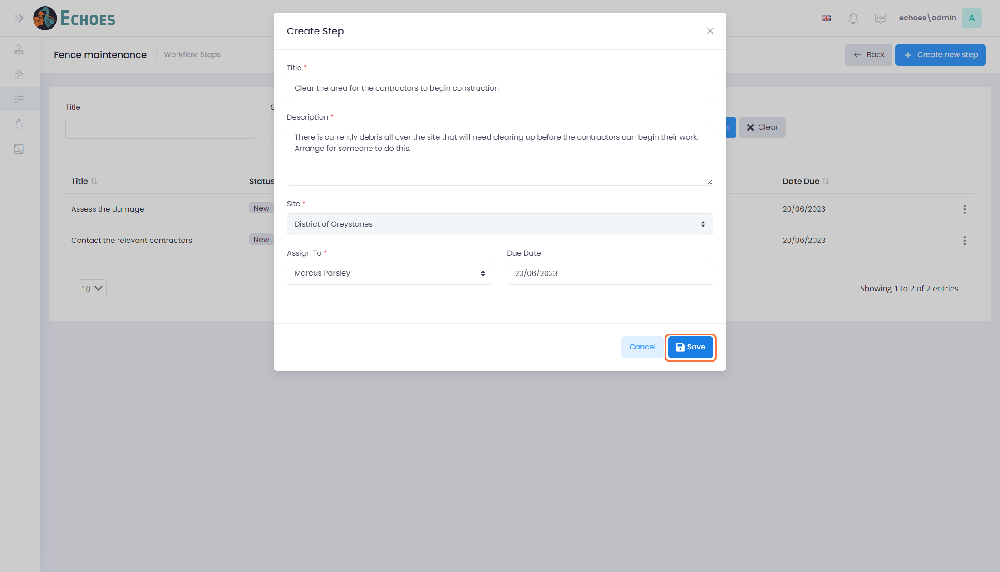 ECHOES
echoes\admin
A
Fence maintenance
Workflow Steps
Back
Create new step
Title
Clear
Title
Status
Date Due
Assess the damage
New
20/06/2023
Contact the relevant contractors
New
20/06/2023
10
Showing 1 to 2 of 2 entries
Create Step
Title *
Clear the area for the contractors to begin construction
Description *
There is currently debris all over the site that will need clearing up before the contractors can begin their work.
Arrange for someone to do this.
Site *
District of Greystones
Assign To *
Due Date
Marcus Parsley
23/06/2023
Cancel
Save